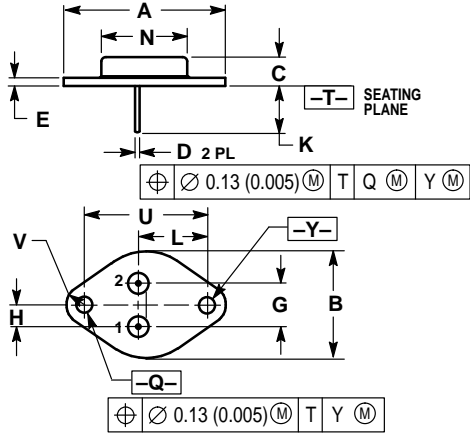 A
N
C
E
–T– SEATING
PLANE
K
D 2 PL
⌖ ∅ 0.13 (0.005) Ⓜ T Q Ⓜ Y Ⓜ
U
V
L
–Y–
2
H
G
B
1
–Q–
⌖ ∅ 0.13 (0.005) Ⓜ T Y Ⓜ